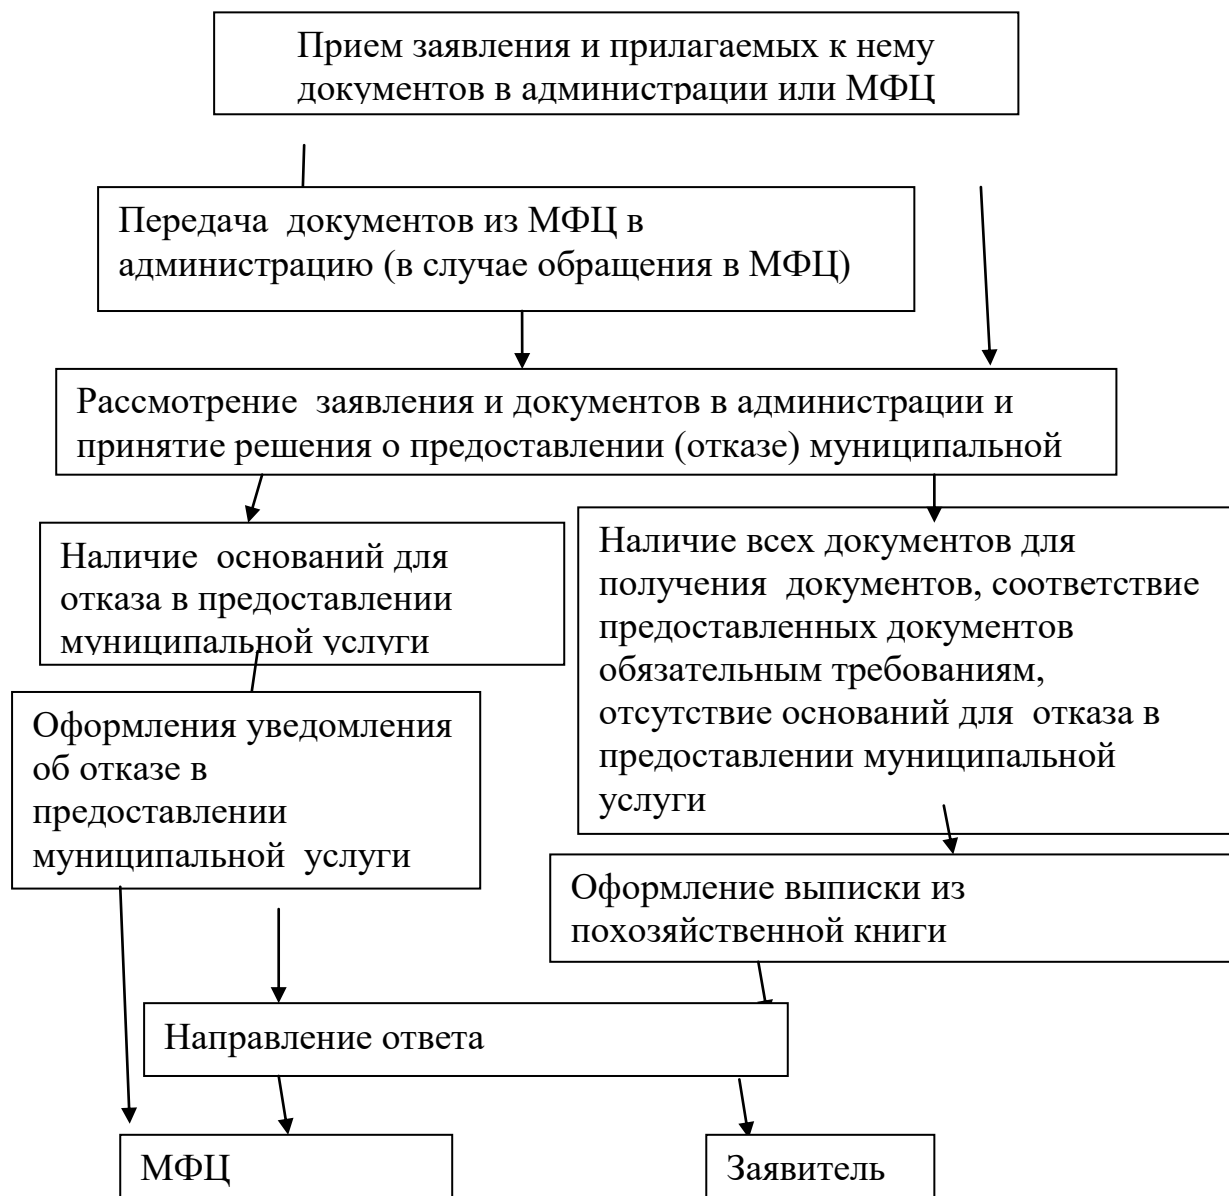 Прием заявления и прилагаемых к нему
документов в администрации или МФЦ
Передача документов из МФЦ в
администрацию (в случае обращения в МФЦ)
Рассмотрение заявления и документов в администрации и
принятие решения о предоставлении (отказе) муниципальной
Наличие оснований для
отказа в предоставлении
муниципальной услуги
Наличие всех документов для
получения документов, соответствие
предоставленных документов
обязательным требованиям,
отсутствие оснований для отказа в
предоставлении муниципальной
услуги
Оформления уведомления
об отказе в
предоставлении
муниципальной услуги
Оформление выписки из
похозяйственной книги
Направление ответа
МФЦ
Заявитель